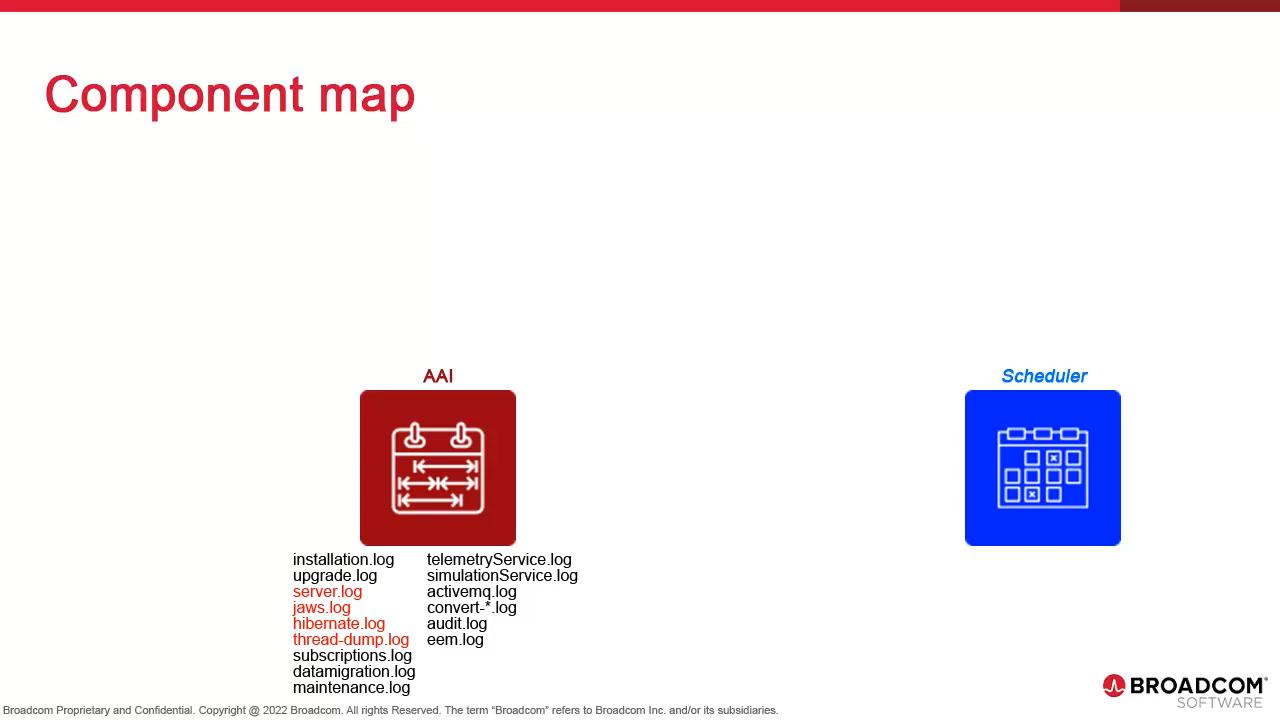 Component map
AAI
Scheduler
installation.log
upgrade.log
server.log
jaws.log
hibernate.log
thread-dump.log
subscriptions.log
datamigration.log
maintenance.log
telemetryService.log
simulationService.log
activemq.log
convert-*.log
audit.log
eem.log
BROADCOM®
SOFTWARE
Broadcom Proprietary and Confidential. Copyright @ 2022 Broadcom. All rights Reserved. The term “Broadcom” refers to Broadcom Inc. and/or its subsidiaries.